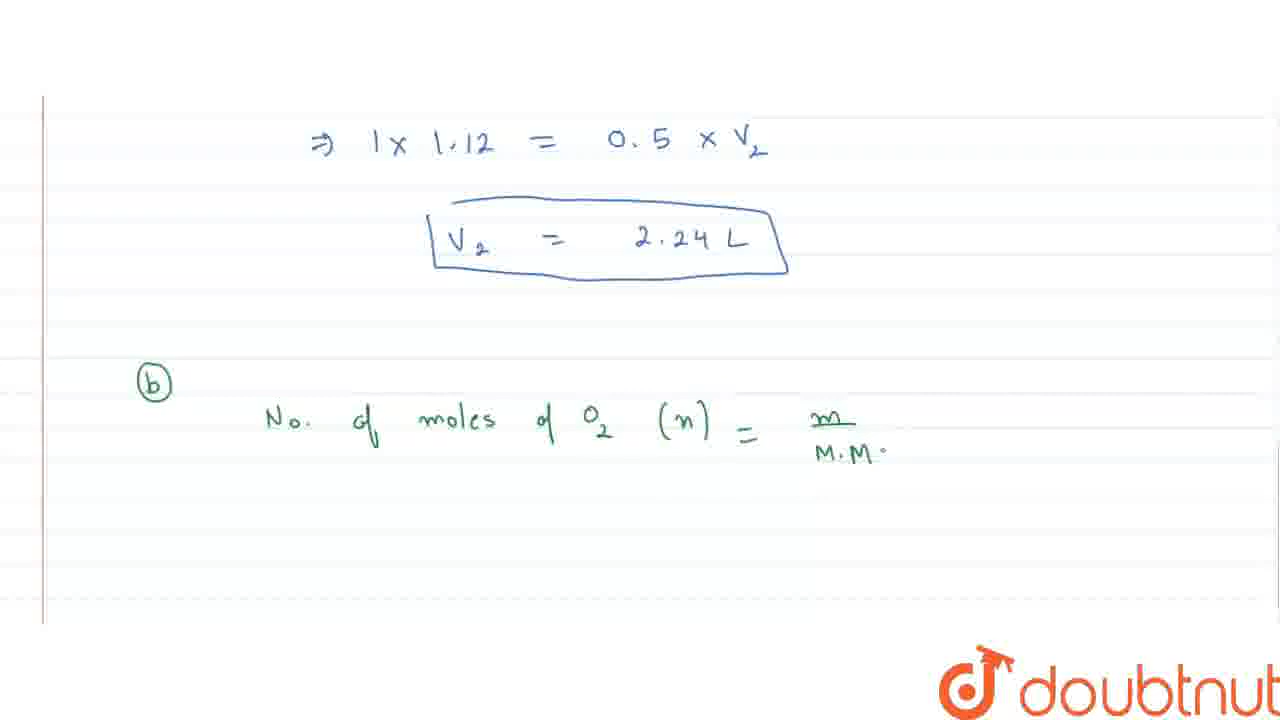 ⇒ 1 × 1.12 = 0.5 × V₂
V₂ = 2.24 L
b
No. of moles of O₂ (n) = m / M.M.
doubtnut